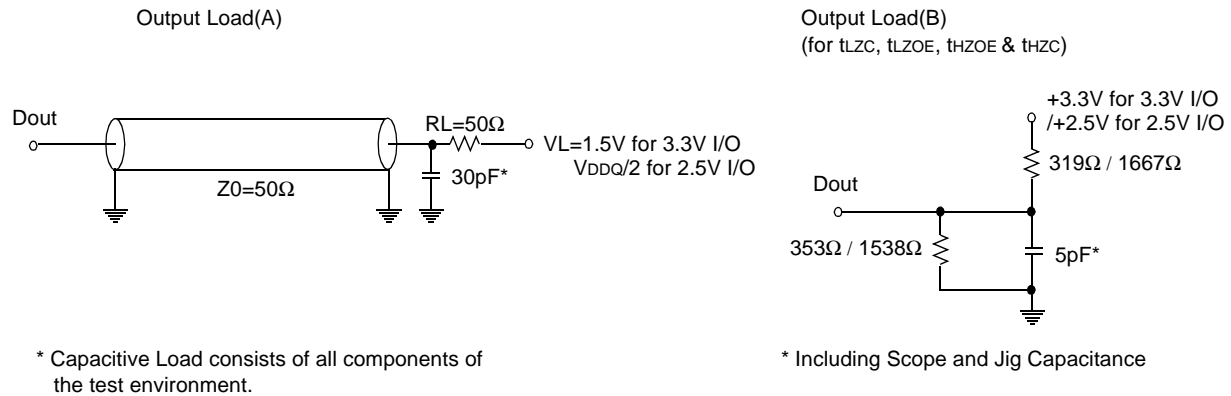 Output Load(A)
Dout
Z0=50Ω
RL=50Ω
30pF*
VL=1.5V for 3.3V I/O
VDDQ/2 for 2.5V I/O
* Capacitive Load consists of all components of
the test environment.
Output Load(B)
(for tLZC, tLZOE, tHZOE & tHZC)
+3.3V for 3.3V I/O
/+2.5V for 2.5V I/O
319Ω / 1667Ω
Dout
353Ω / 1538Ω
5pF*
* Including Scope and Jig Capacitance